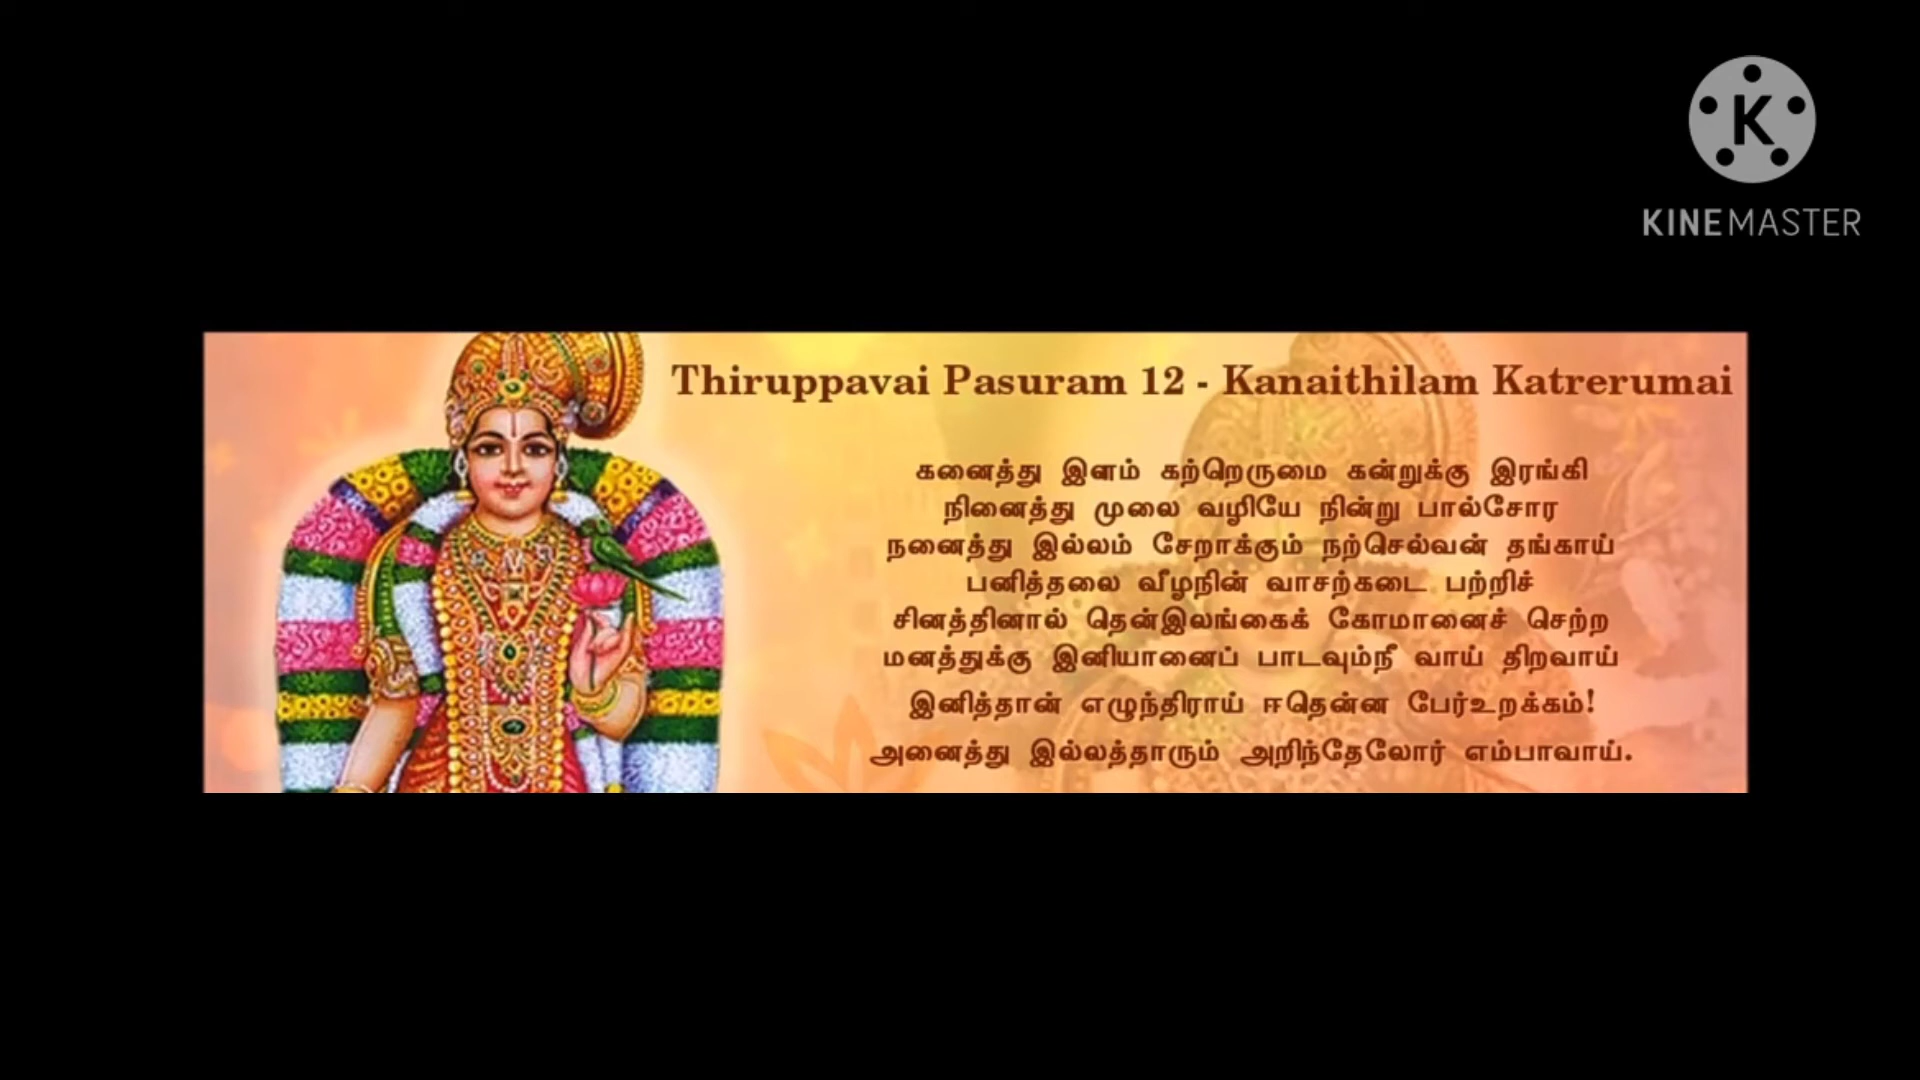 K
KINEMASTER
Thiruppavai Pasuram 12 - Kanaithilam Katrerumai
கனைத்து இளம் கற்றெருமை கன்றுக்கு இரங்கி
நினைத்து முலை வழியே நின்று பால்சோர
நனைத்து இல்லம் சேறாக்கும் நற்செல்வன் தங்காய்
பனித்தலை வீழநின் வாசற்கடை பற்றிச்
சினத்தினால் தென்இலங்கைக் கோமானைச் செற்ற
மனத்துக்கு இனியானைப் பாடவும்நீ வாய் திறவாய்
இனித்தான் எழுந்திராய் ஈதென்ன பேர்உறக்கம்!
அனைத்து இல்லத்தாரும் அறிந்தேலோர் எம்பாவாய்.